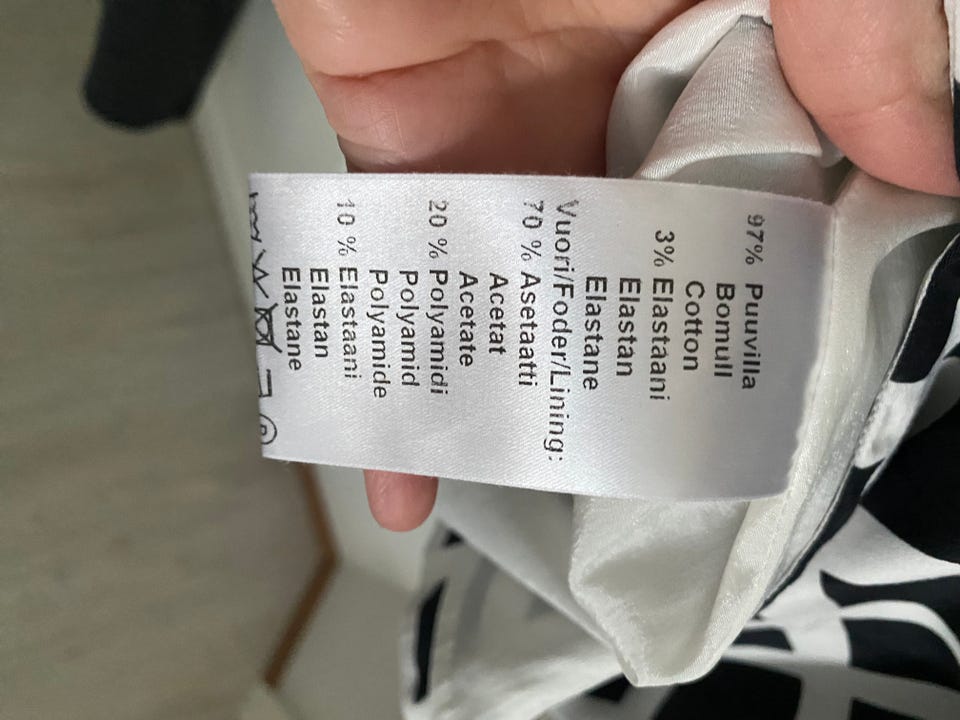 97% Puuvilla
Bomull
Cotton
3% Elastaani
Elastan
Elastane
Vuori/Foder/Lining:
70 % Asetaatti
Acetat
Acetate
20 % Polyamidi
Polyamid
Polyamide
10 % Elastaani
Elastan
Elastane
P